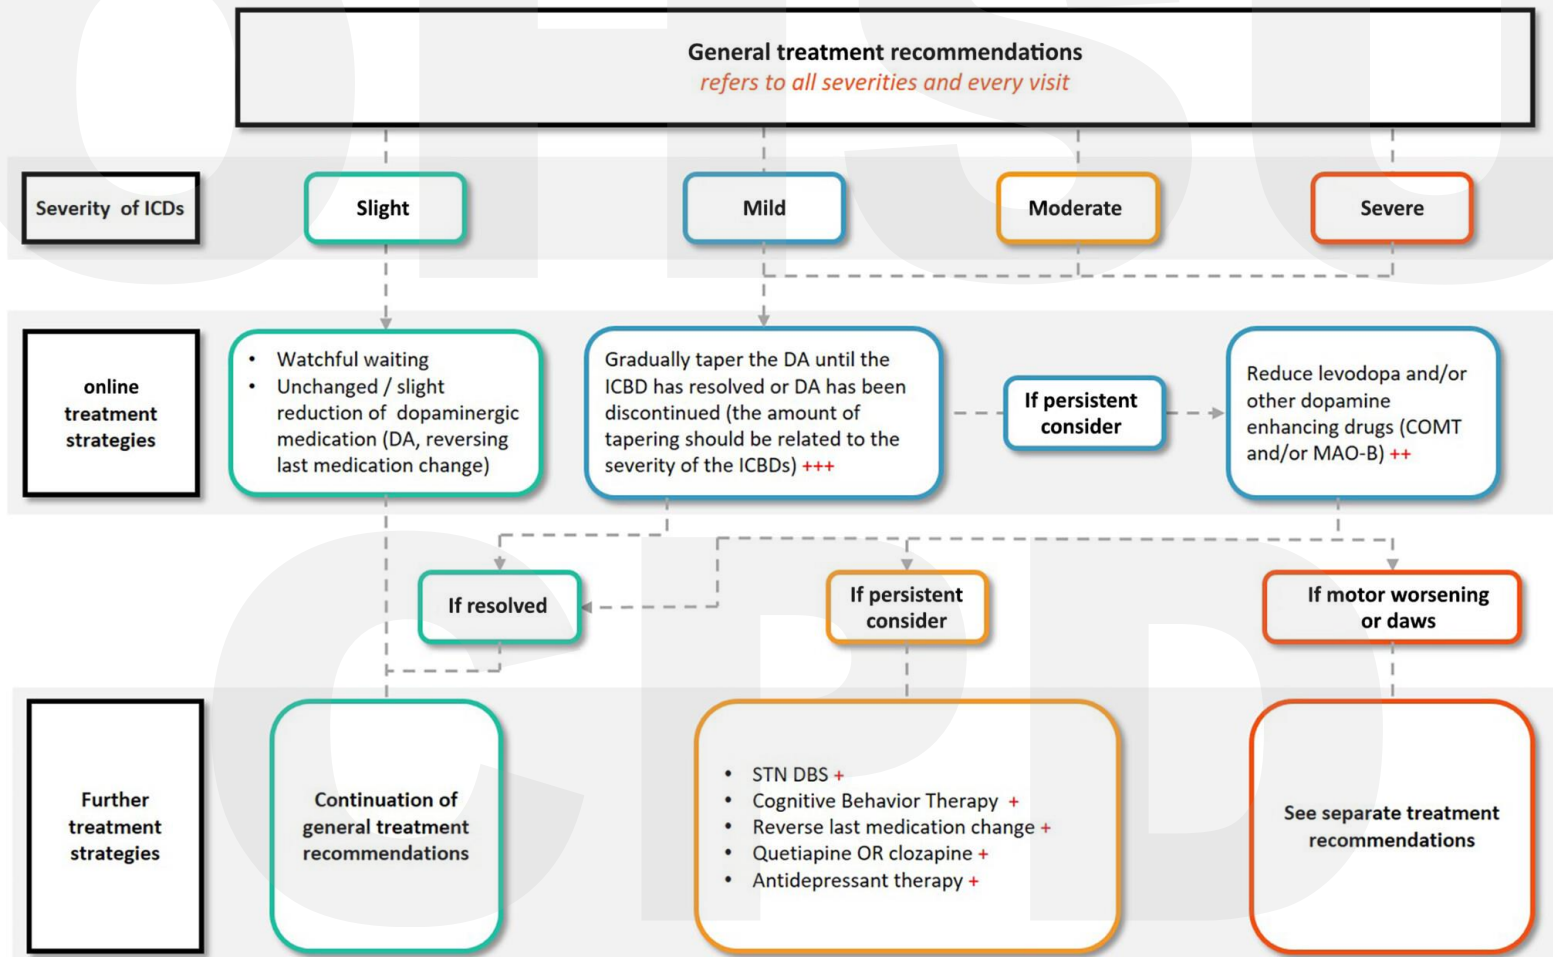 General treatment recommendations
refers to all severities and every visit
Severity of ICDs
Slight
Mild
Moderate
Severe
online
treatment
strategies
• Watchful waiting
• Unchanged / slight
reduction of dopaminergic
medication (DA, reversing
last medication change)
Gradually taper the DA until the
ICBD has resolved or DA has been
discontinued (the amount of
tapering should be related to the
severity of the ICBDs) +++
If persistent
consider
Reduce levodopa and/or
other dopamine
enhancing drugs (COMT
and/or MAO-B) ++
If resolved
If persistent
consider
If motor worsening
or daws
Further
treatment
strategies
Continuation of
general treatment
recommendations
• STN DBS +
• Cognitive Behavior Therapy +
• Reverse last medication change +
• Quetiapine OR clozapine +
• Antidepressant therapy +
See separate treatment
recommendations
OHSU
CPD